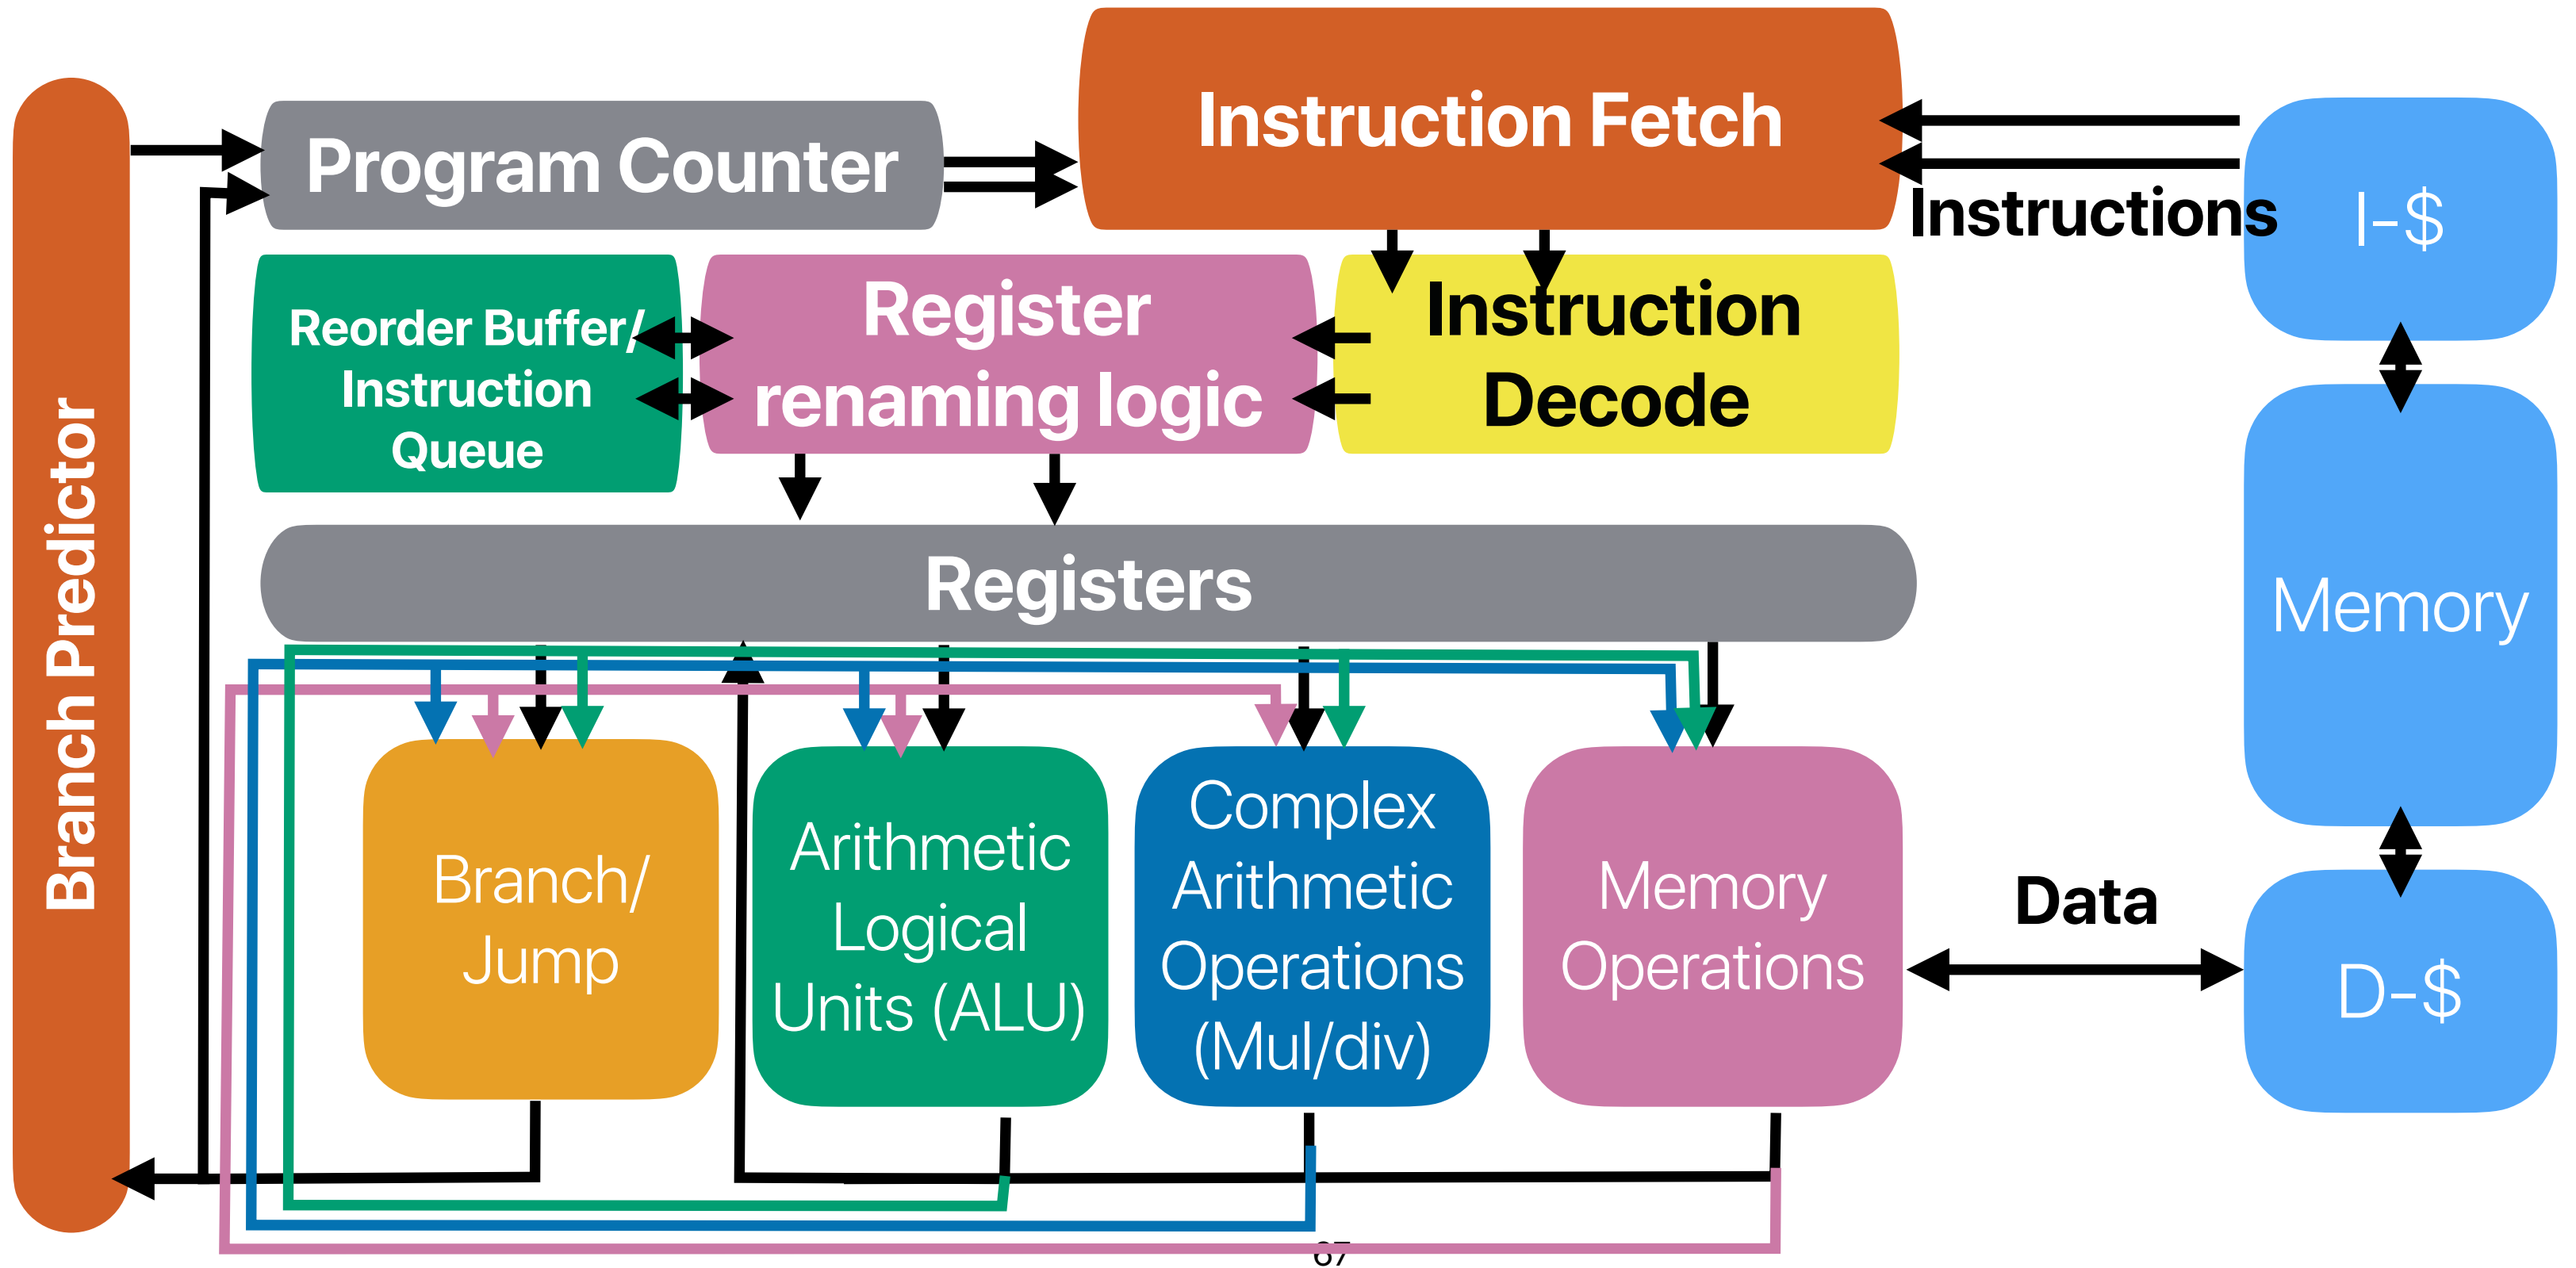 Instruction Fetch
Program Counter
Instructions
I-$
Reorder Buffer/
Instruction
Queue
Register
renaming logic
Instruction
Decode
Branch Predictor
Registers
Memory
Branch/
Jump
Arithmetic
Logical
Units (ALU)
Complex
Arithmetic
Operations
(Mul/div)
Memory
Operations
Data
D-$
67